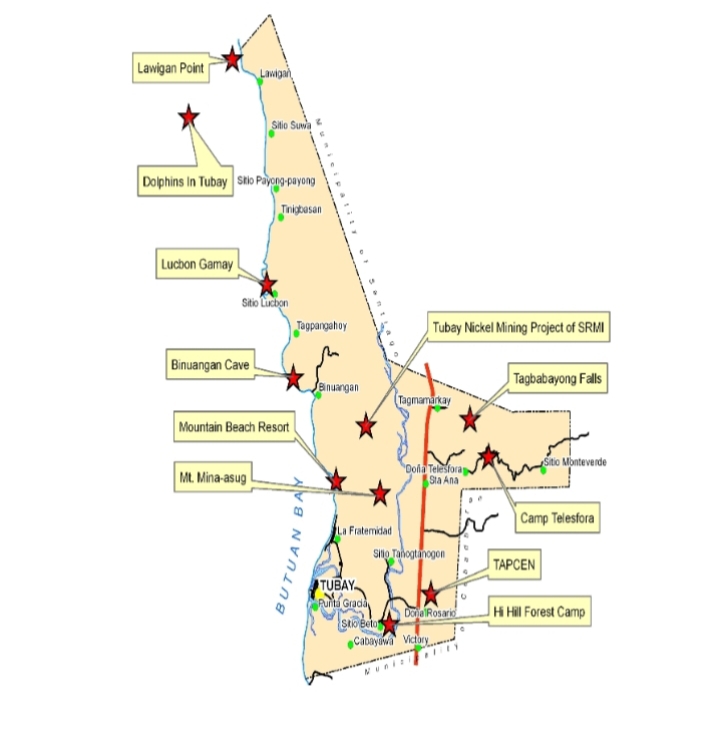 Lawigan Point
Lawigan
Sitio Suwa
Dolphins In Tubay
Sitio Payong-payong
Tinigbasan
Municipality of Santiago
Lucbon Gamay
Sitio Lucbon
Tagpangahoy
Tubay Nickel Mining Project of SRMI
Binuangan Cave
Binuangan
Tagbabayong Falls
Tagmamarkay
Mountain Beach Resort
Mt. Mina-asug
Doña Telesfora
Sta Ana
Sitio Monteverde
Camp Telesfora
BUTUAN BAY
La Fraternidad
Sitio Tanogtanogon
TAPCEN
TUBAY
Punta Gracia
Doña Rosario
Hi Hill Forest Camp
Sitio Beto
Cabayawa
Victory
Municipality